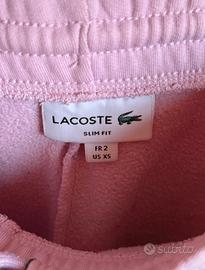 LACOSTE
SLIM FIT
FR 2
US XS
subito